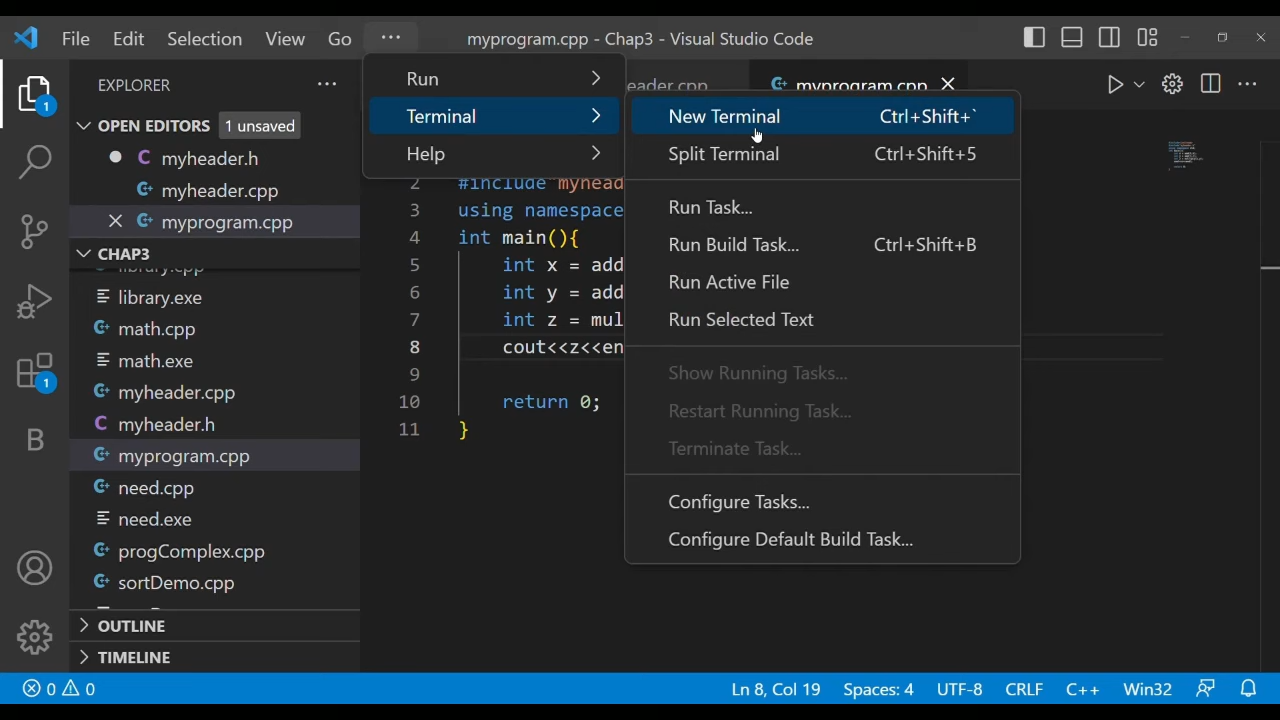 File Edit Selection View Go ··· myprogram.cpp - Chap3 - Visual Studio Code
EXPLORER ···
OPEN EDITORS 1 unsaved
myheader.h
myheader.cpp
myprogram.cpp
CHAP3
library.cpp
library.exe
math.cpp
math.exe
myheader.cpp
myheader.h
myprogram.cpp
need.cpp
need.exe
progComplex.cpp
sortDemo.cpp
OUTLINE
TIMELINE
1
1
B
Run
Terminal
Help
eader.cpp
myprogram.cpp
New Terminal Ctrl+Shift+`
Split Terminal Ctrl+Shift+5
Run Task...
Run Build Task... Ctrl+Shift+B
Run Active File
Run Selected Text
Show Running Tasks...
Restart Running Task...
Terminate Task...
Configure Tasks...
Configure Default Build Task...
2 #include "myhead
3 using namespace
4 int main(){
5 int x = add
6 int y = add
7 int z = mul
8 cout<<z<<en
9
10 return 0;
11 }
0 0 Ln 8, Col 19 Spaces: 4 UTF-8 CRLF C++ Win32